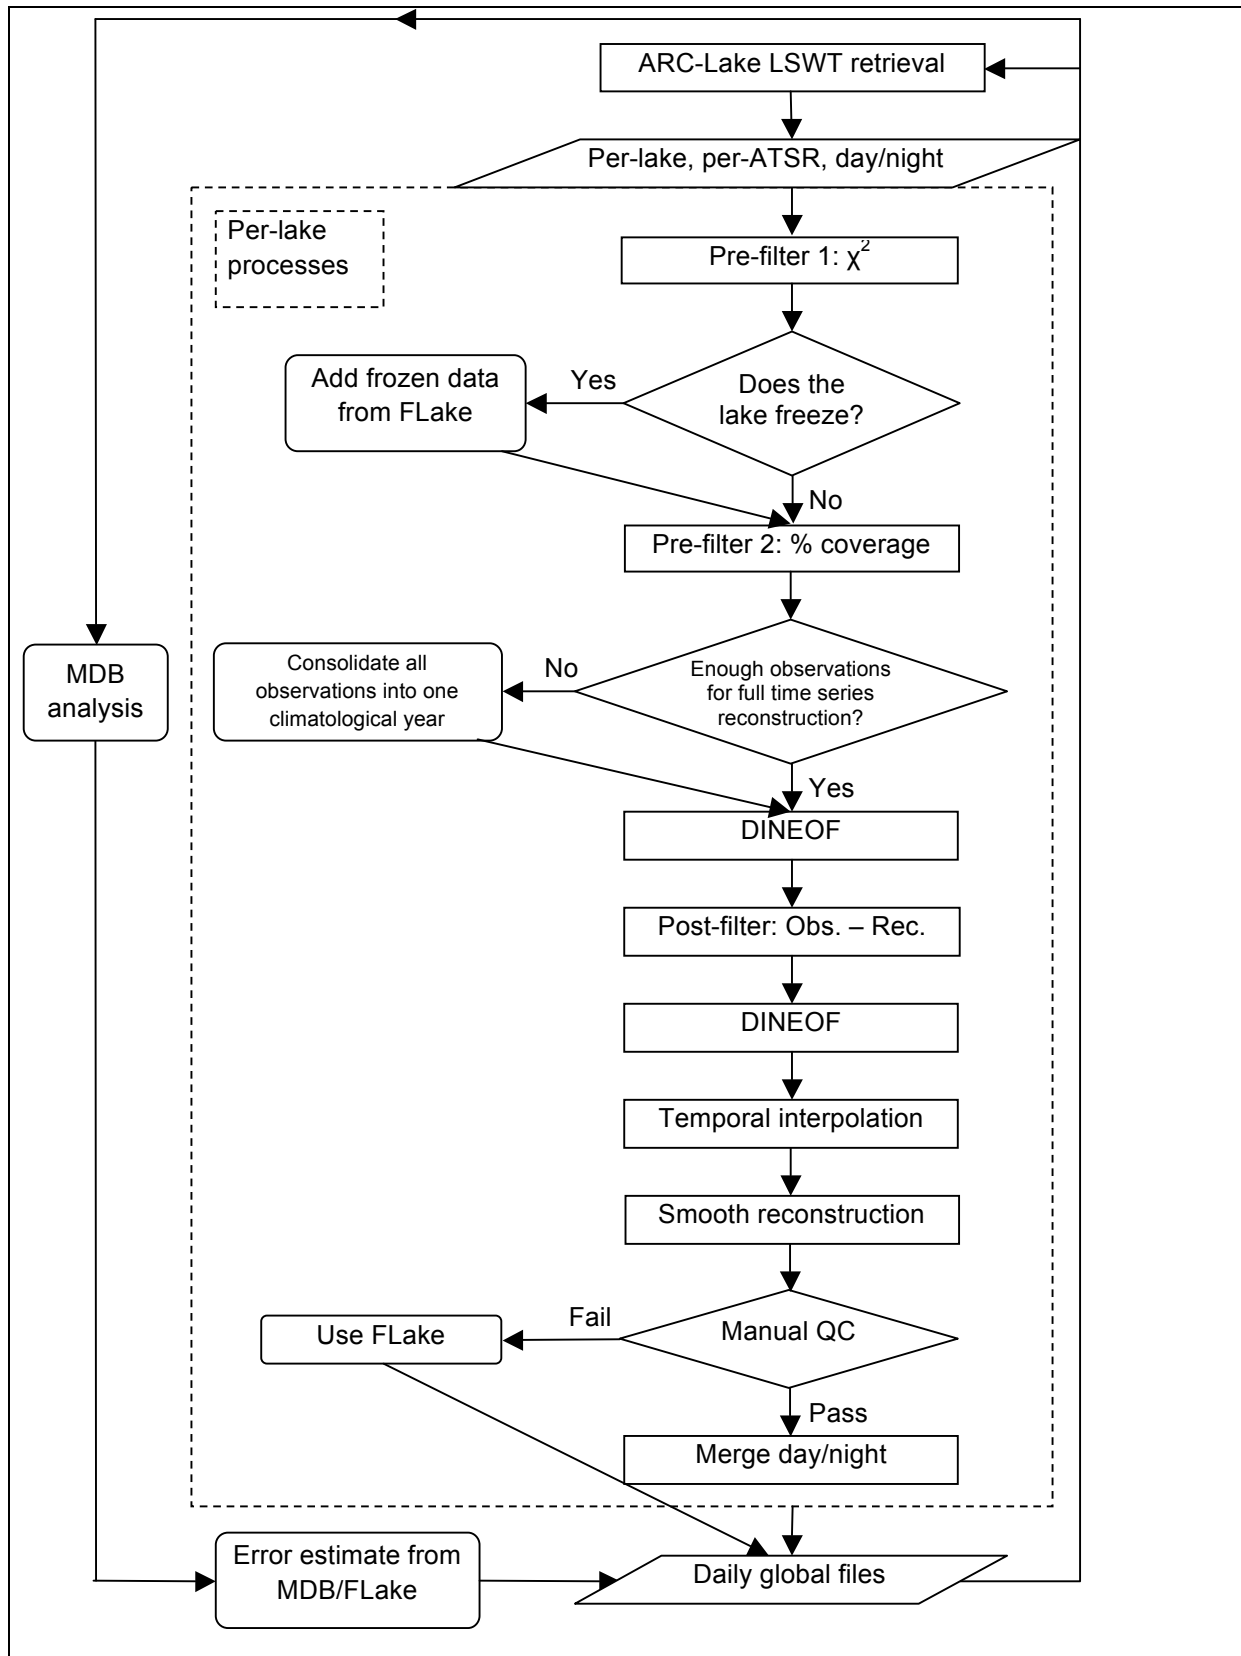 ARC-Lake LSWT retrieval
Per-lake, per-ATSR, day/night
Per-lake
processes
Pre-filter 1: χ²
Does the
lake freeze?
Yes
Add frozen data
from FLake
No
Pre-filter 2: % coverage
Enough observations
for full time series
reconstruction?
No
Consolidate all
observations into one
climatological year
MDB
analysis
Yes
DINEOF
Post-filter: Obs. – Rec.
DINEOF
Temporal interpolation
Smooth reconstruction
Manual QC
Fail
Use FLake
Pass
Merge day/night
Error estimate from
MDB/FLake
Daily global files